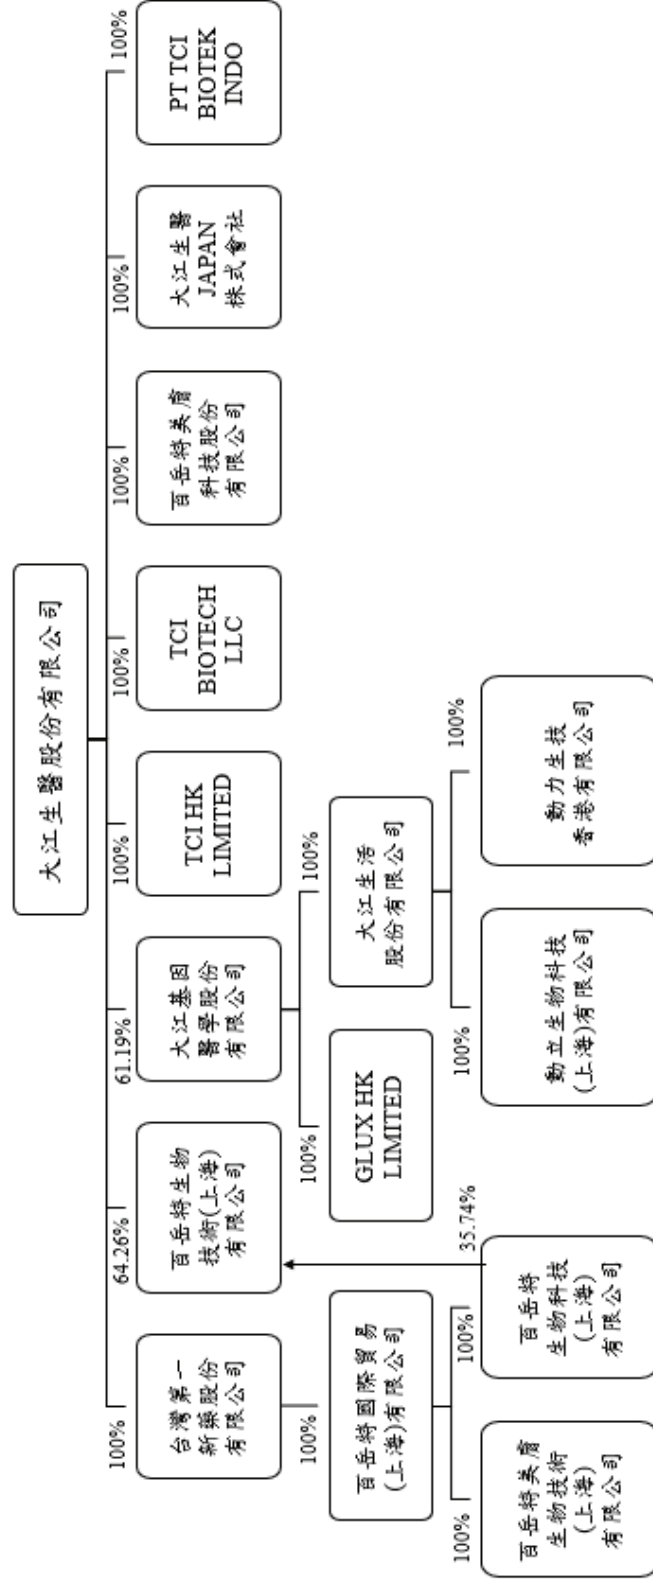 大江生醫股份有限公司
100%
64.26%
61.19%
100%
100%
100%
100%
100%
台灣第一
新藥股份
有限公司
百岳特生物
技術(上海)
有限公司
大江基因
醫學股份
有限公司
TCI HK
LIMITED
TCI
BIOTECH
LLC
百岳特美膚
科技股份
有限公司
大江生醫
JAPAN
株式會社
PT TCI
BIOTEK
INDO
100%
100%
100%
百岳特國際貿易
(上海)有限公司
GLUX HK
LIMITED
大江生活
股份有限公司
100%
100%
35.74%
100%
100%
百岳特美膚
生物技術
(上海)
有限公司
百岳特
生物科技
(上海)
有限公司
動立生物科技
(上海)有限公司
動力生技
香港有限公司